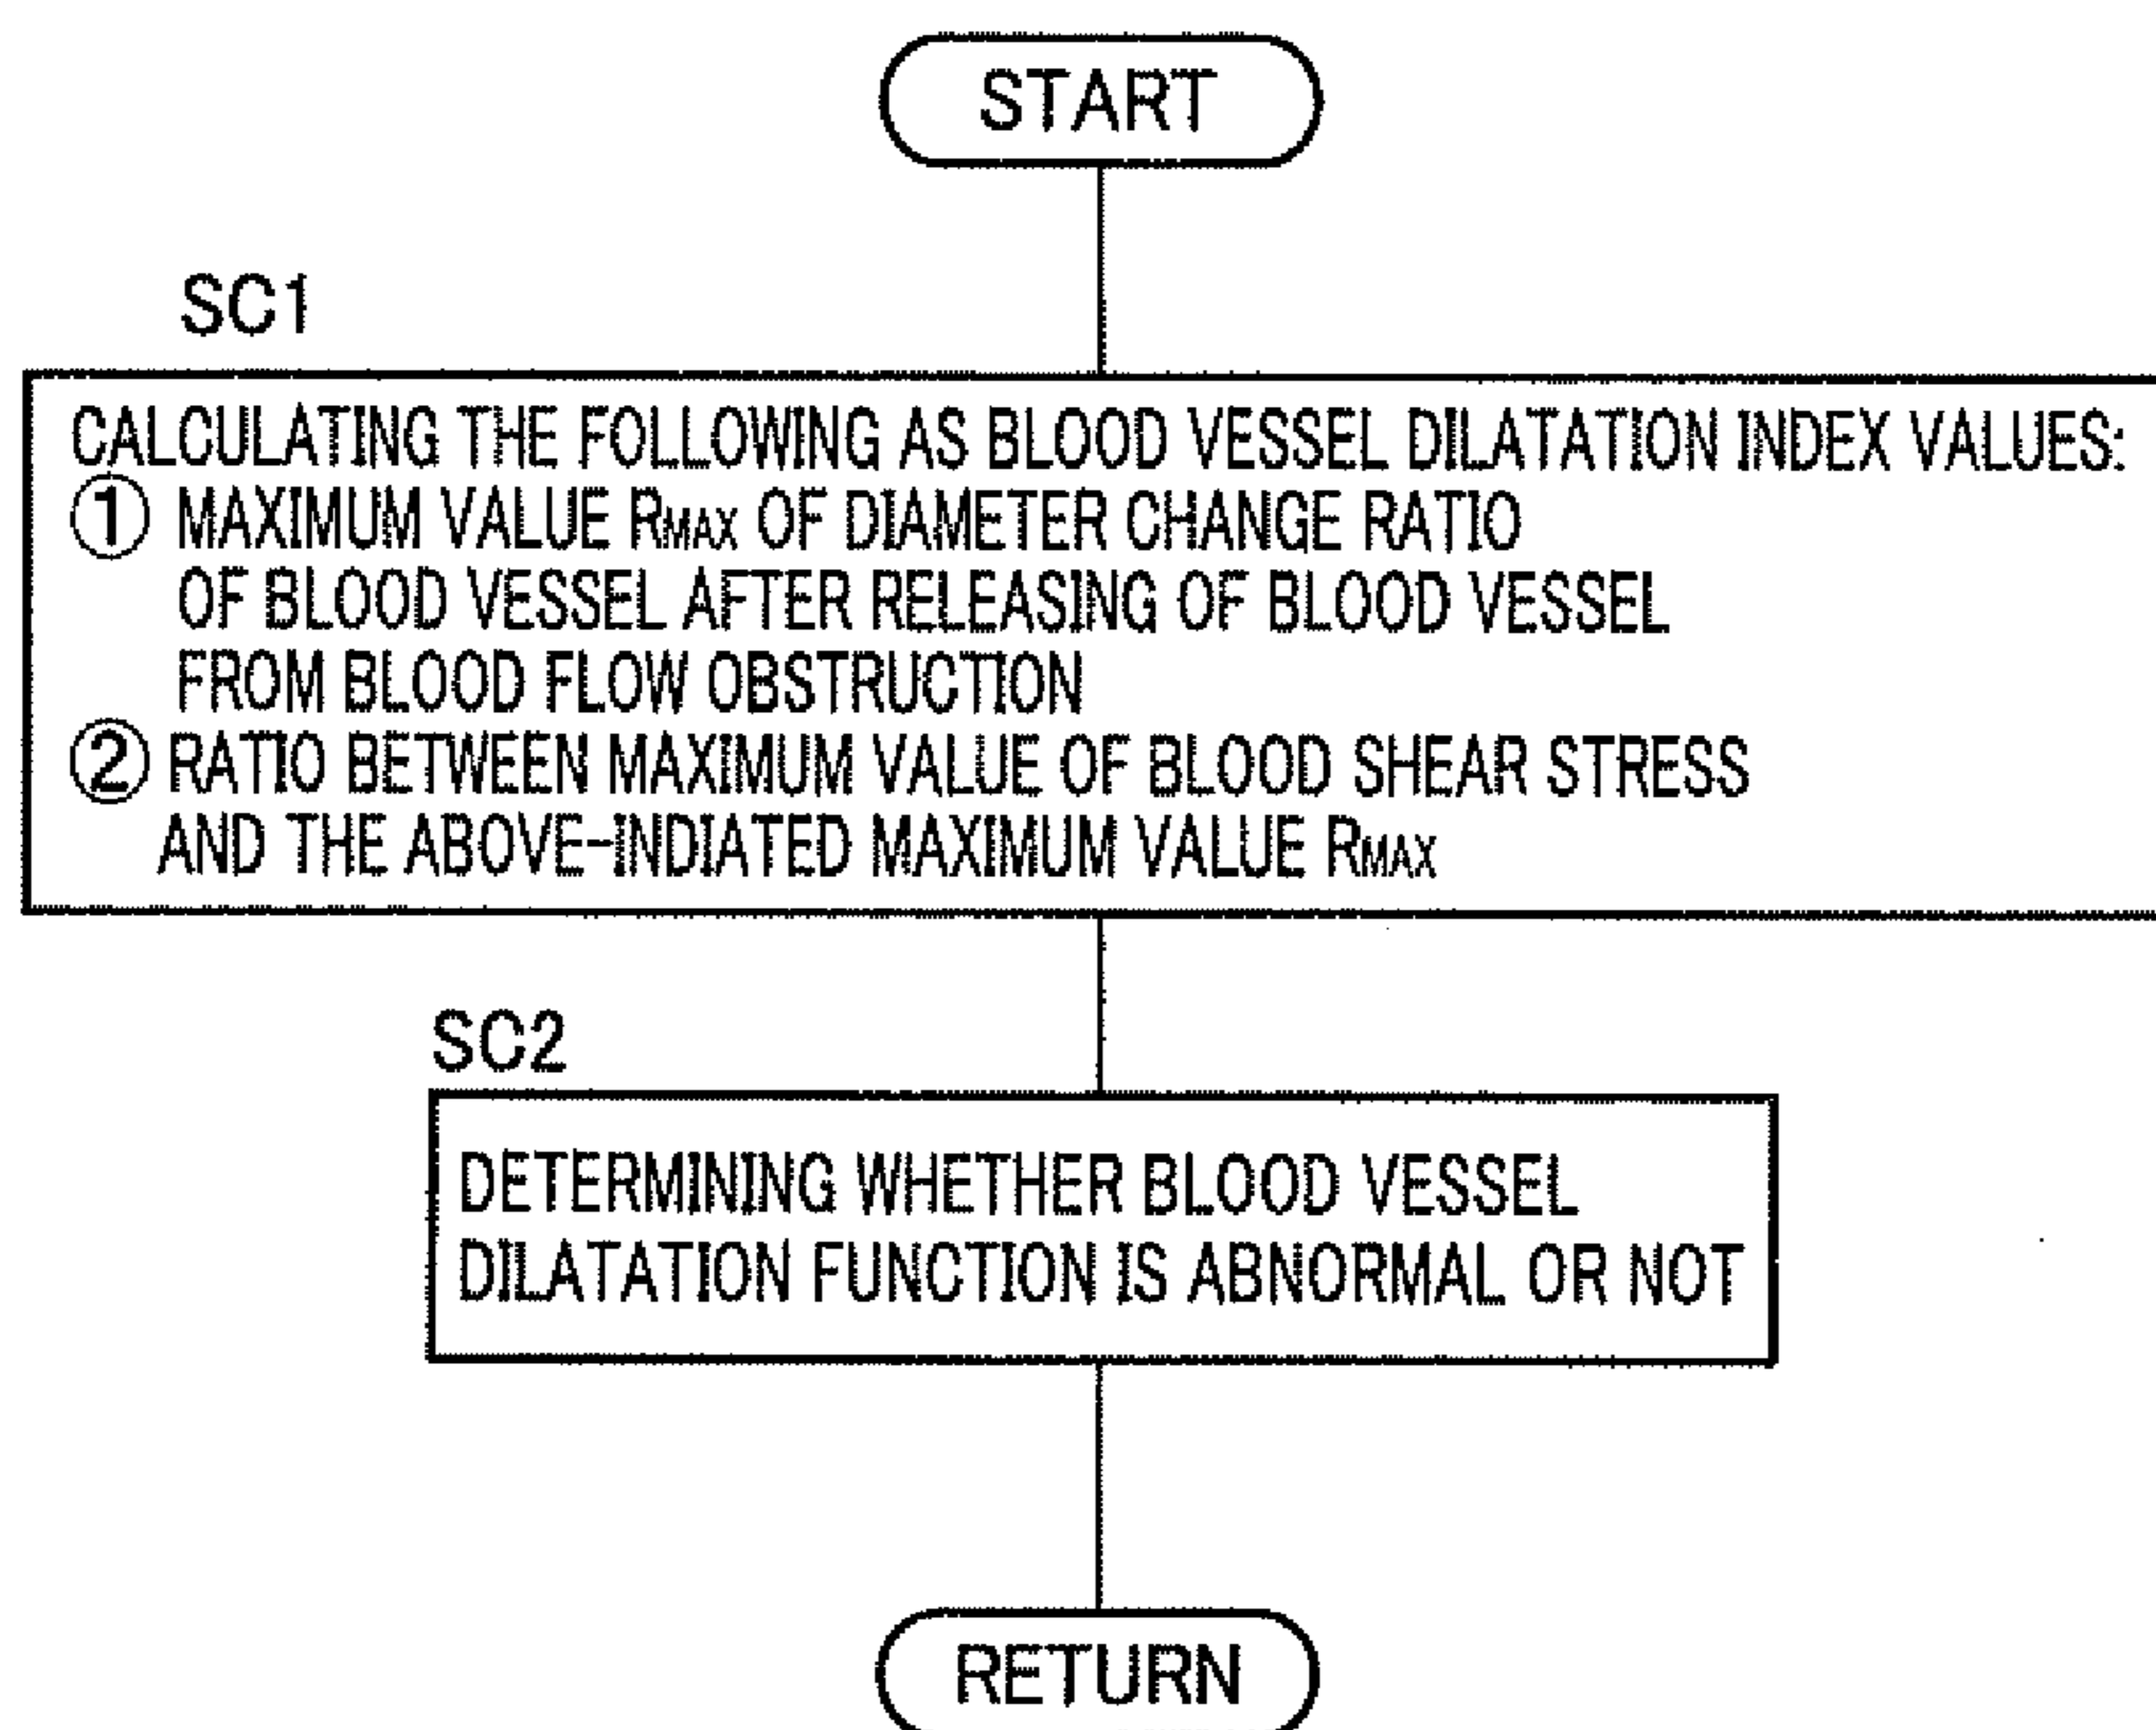 START
SC1
CALCULATING THE FOLLOWING AS BLOOD VESSEL DILATATION INDEX VALUES:
① MAXIMUM VALUE RMAX OF DIAMETER CHANGE RATIO
OF BLOOD VESSEL AFTER RELEASING OF BLOOD VESSEL
FROM BLOOD FLOW OBSTRUCTION
② RATIO BETWEEN MAXIMUM VALUE OF BLOOD SHEAR STRESS
AND THE ABOVE-INDIATED MAXIMUM VALUE RMAX
SC2
DETERMINING WHETHER BLOOD VESSEL
DILATATION FUNCTION IS ABNORMAL OR NOT
RETURN